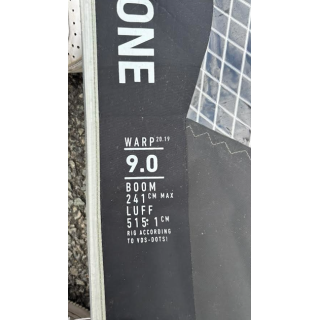 ONE
WARP 20.19
9.0
BOOM
241 CM MAX
LUFF
515: 1 CM
RIG ACCORDING
TO VDS-DOTS!